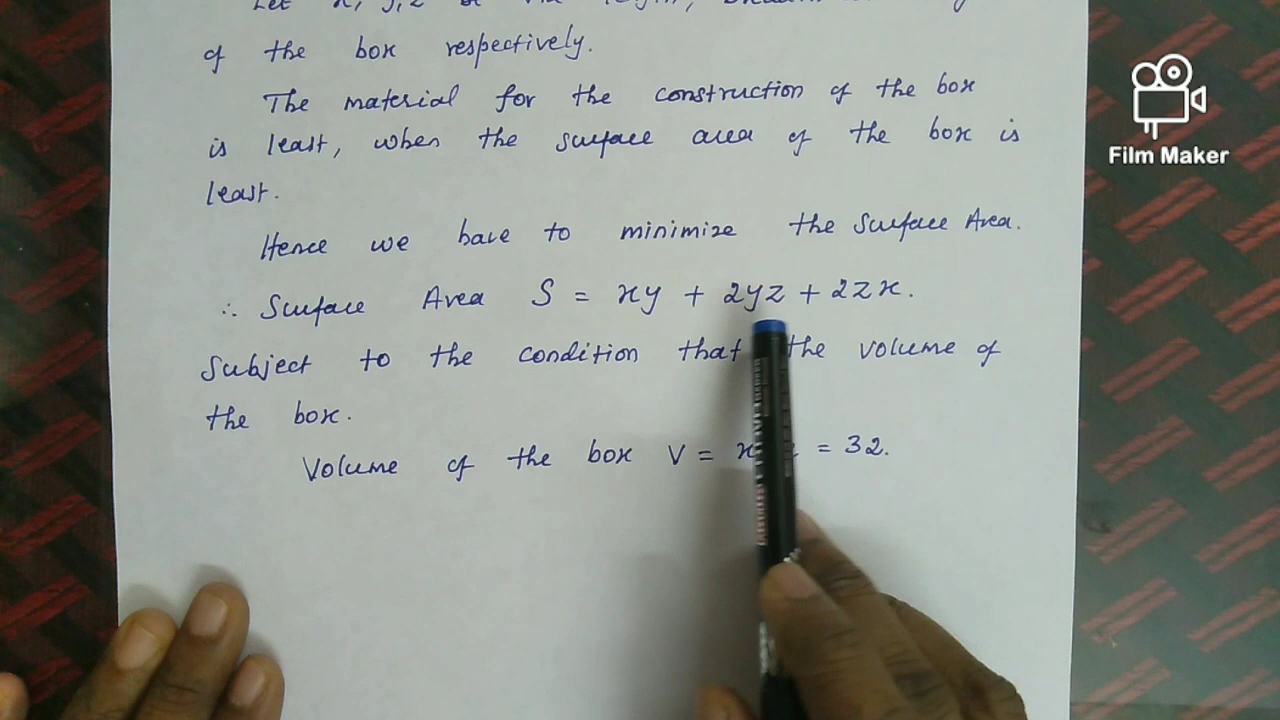 of the box respectively.
The material for the construction of the box
is least, when the surface area of the box is
least.
Hence we have to minimize the Surface Area.
∴ Surface Area S = xy + 2yz + 2zx.
Subject to the condition that the volume of
the box.
Volume of the box V = x = 32.
Film Maker